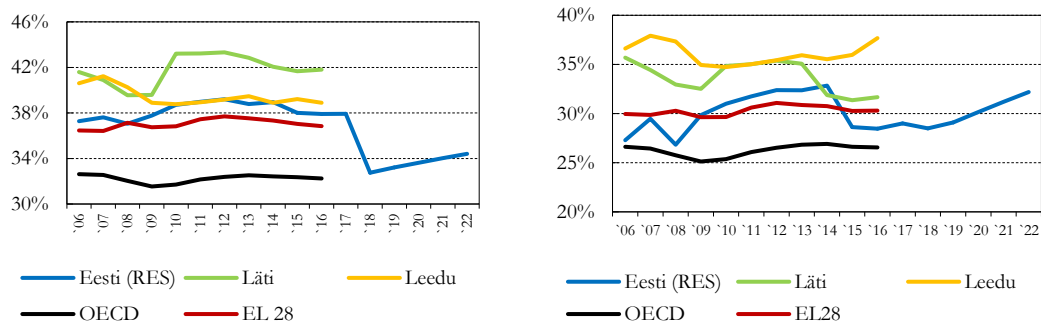 46%
42%
38%
34%
30%
`06 `07 `08 `09 `10 `11 `12 `13 `14 `15 `16 `17 `18 `19 `20 `21 `22
Eesti (RES) Läti Leedu
OECD EL 28
40%
35%
30%
25%
20%
`06 `07 `08 `09 `10 `11 `12 `13 `14 `15 `16 `17 `18 `19 `20 `21 `22
Eesti (RES) Läti Leedu
OECD EL28